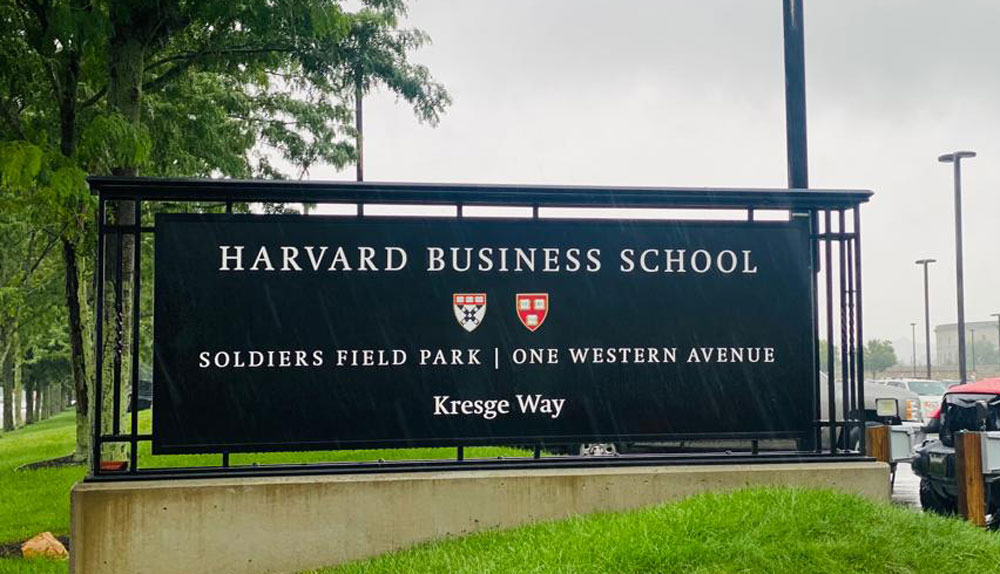 HARVARD BUSINESS SCHOOL
SOLDIERS FIELD PARK | ONE WESTERN AVENUE
Kresge Way